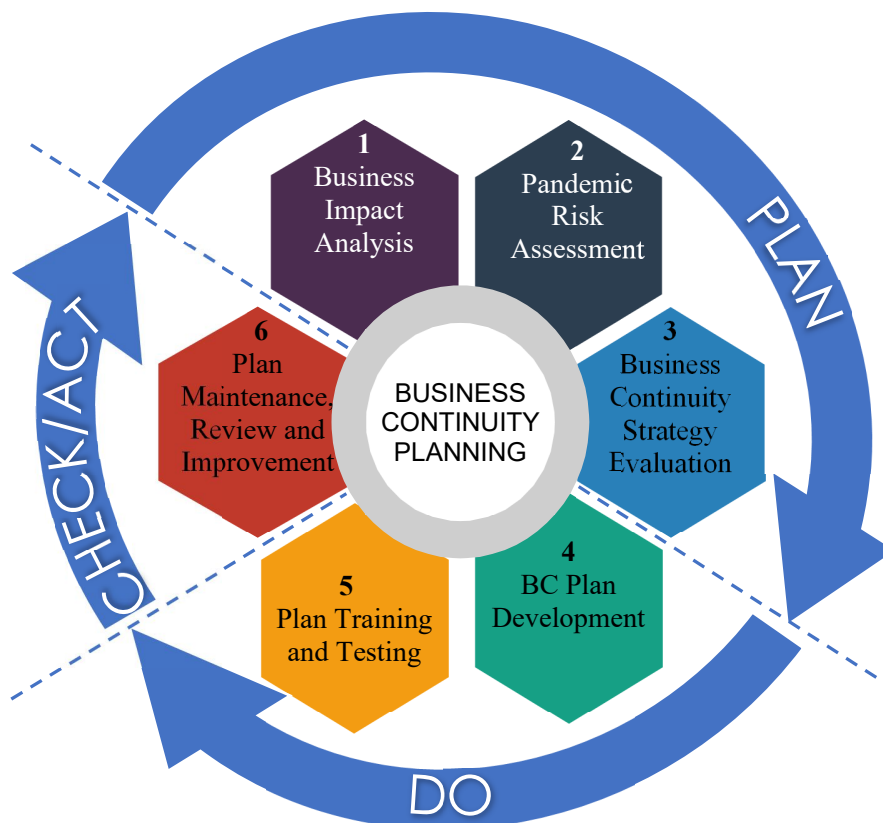 1
Business
Impact
Analysis
2
Pandemic
Risk
Assessment
PLAN
3
Business
Continuity
Strategy
Evaluation
BUSINESS
CONTINUITY
PLANNING
4
BC Plan
Development
DO
5
Plan Training
and Testing
6
Plan
Maintenance,
Review and
Improvement
CHECK/ACT